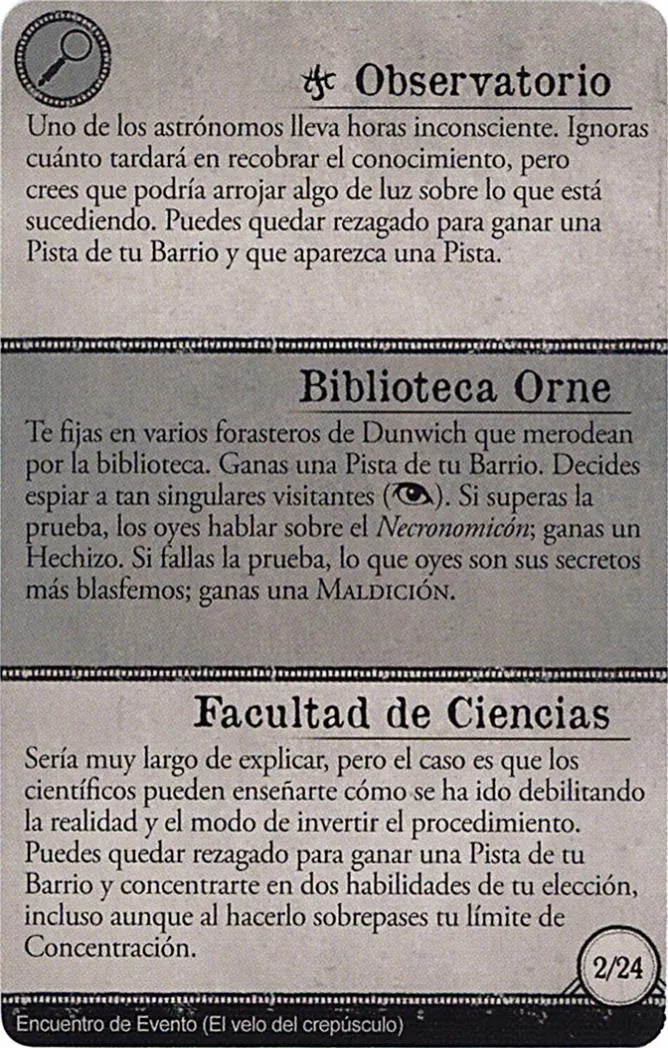 Observatorio
Uno de los astrónomos lleva horas inconsciente. Ignoras
cuánto tardará en recobrar el conocimiento, pero
crees que podría arrojar algo de luz sobre lo que está
sucediendo. Puedes quedar rezagado para ganar una
Pista de tu Barrio y que aparezca una Pista.
Biblioteca Orne
Te fijas en varios forasteros de Dunwich que merodean
por la biblioteca. Ganas una Pista de tu Barrio. Decides
espiar a tan singulares visitantes (). Si superas la
prueba, los oyes hablar sobre el Necronomicón; ganas un
Hechizo. Si fallas la prueba, lo que oyes son sus secretos
más blasfemos; ganas una MALDICIÓN.
Facultad de Ciencias
Sería muy largo de explicar, pero el caso es que los
científicos pueden enseñarte cómo se ha ido debilitando
la realidad y el modo de invertir el procedimiento.
Puedes quedar rezagado para ganar una Pista de tu
Barrio y concentrarte en dos habilidades de tu elección,
incluso aunque al hacerlo sobrepases tu límite de
Concentración.
2/24
Encuentro de Evento (El velo del crepúsculo)